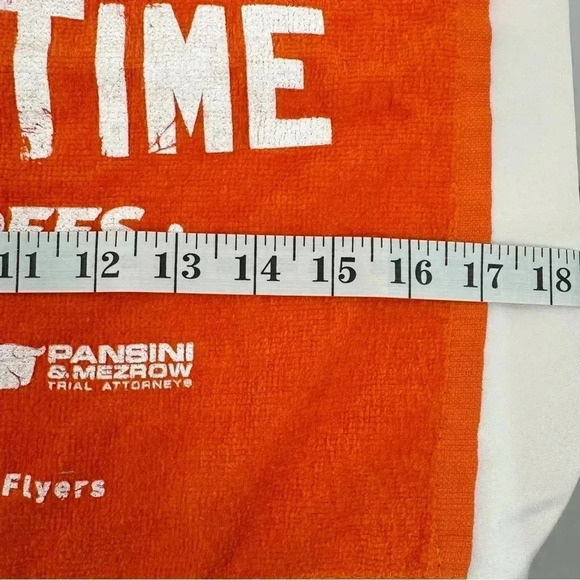 TIME
11 12 13 14 15 16 17 18
PANSINI
& MEZROW
TRIAL ATTORNEYS
Flyers